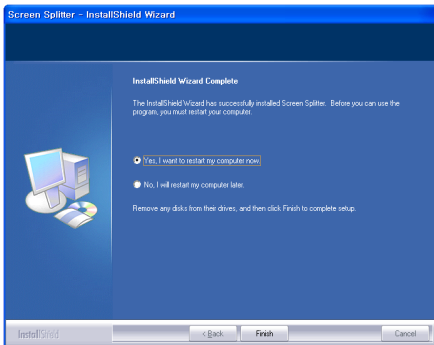 Screen Splitter - InstallShield Wizard
InstallShield Wizard Complete
The InstallShield Wizard has successfully installed Screen Splitter. Before you can use the
program, you must restart your computer.
Yes, I want to restart my computer now.
No, I will restart my computer later.
Remove any disks from their drives, and then click Finish to complete setup.
InstallShield
< Back Finish Cancel